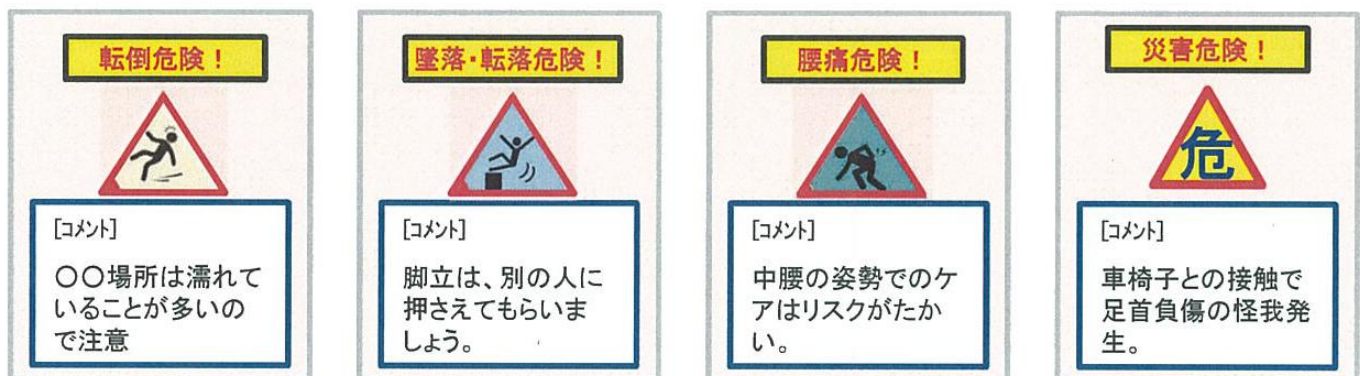 転倒危険！
[コメント]
〇〇場所は濡れて
いることが多いの
で注意
墜落・転落危険！
[コメント]
脚立は、別の人に
押さえてもらいま
しょう。
腰痛危険！
[コメント]
中腰の姿勢でのケ
アはリスクがたか
い。
災害危険！
危
[コメント]
車椅子との接触で
足首負傷の怪我発
生。